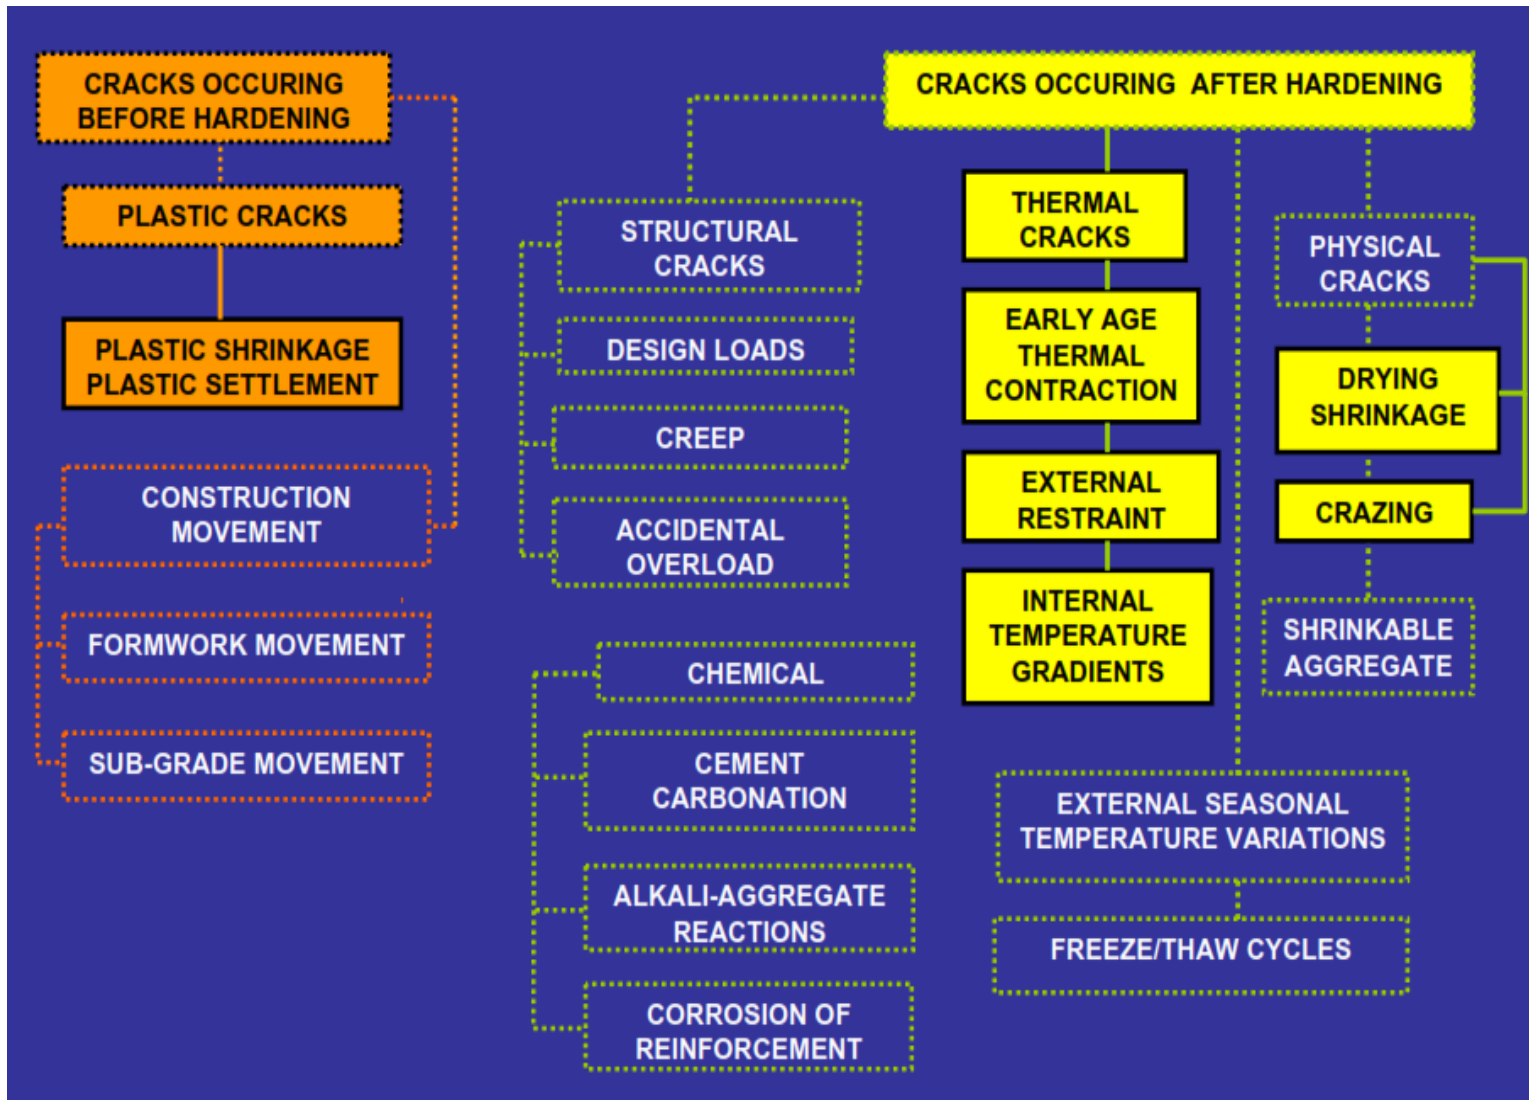 CRACKS OCCURING
BEFORE HARDENING
PLASTIC CRACKS
PLASTIC SHRINKAGE
PLASTIC SETTLEMENT
CONSTRUCTION
MOVEMENT
FORMWORK MOVEMENT
SUB-GRADE MOVEMENT
CRACKS OCCURING AFTER HARDENING
STRUCTURAL
CRACKS
DESIGN LOADS
CREEP
ACCIDENTAL
OVERLOAD
CHEMICAL
CEMENT
CARBONATION
ALKALI-AGGREGATE
REACTIONS
CORROSION OF
REINFORCEMENT
THERMAL
CRACKS
EARLY AGE
THERMAL
CONTRACTION
EXTERNAL
RESTRAINT
INTERNAL
TEMPERATURE
GRADIENTS
EXTERNAL SEASONAL
TEMPERATURE VARIATIONS
FREEZE/THAW CYCLES
PHYSICAL
CRACKS
DRYING
SHRINKAGE
CRAZING
SHRINKABLE
AGGREGATE